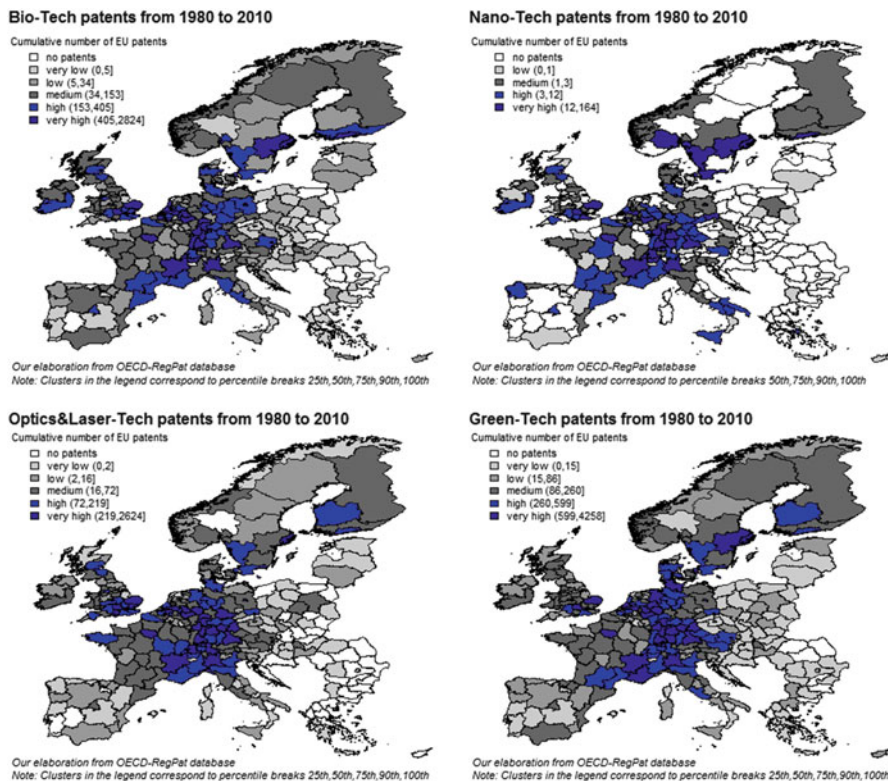 Bio-Tech patents from 1980 to 2010
Cumulative number of EU patents
no patents
very low (0,5]
low (5,34]
medium (34,153]
high (153,405]
very high (405,2824]
Our elaboration from OECD-RegPat database
Note: Clusters in the legend correspond to percentile breaks 25th,50th,75th,90th,100th
Nano-Tech patents from 1980 to 2010
Cumulative number of EU patents
no patents
low (0,1]
medium (1,3]
high (3,12]
very high (12,164]
Our elaboration from OECD-RegPat database
Note: Clusters in the legend correspond to percentile breaks 50th,75th,90th,100th
Optics&Laser-Tech patents from 1980 to 2010
Cumulative number of EU patents
no patents
very low (0,2]
low (2,16]
medium (16,72]
high (72,219]
very high (219,2624]
Our elaboration from OECD-RegPat database
Note: Clusters in the legend correspond to percentile breaks 25th,50th,75th,90th,100th
Green-Tech patents from 1980 to 2010
Cumulative number of EU patents
no patents
very low (0,15]
low (15,86]
medium (86,260]
high (260,599]
very high (599,4258]
Our elaboration from OECD-RegPat database
Note: Clusters in the legend correspond to percentile breaks 25th,50th,75th,90th,100th